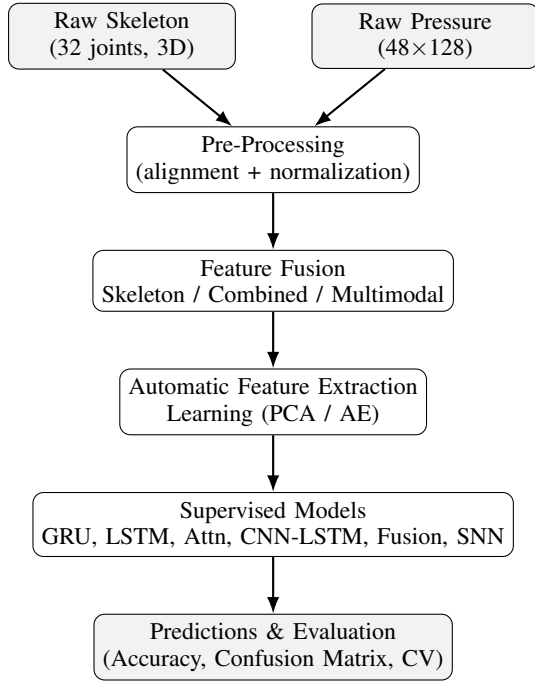 Raw Skeleton
(32 joints, 3D)
Raw Pressure
(48×128)
Pre-Processing
(alignment + normalization)
Feature Fusion
Skeleton / Combined / Multimodal
Automatic Feature Extraction
Learning (PCA / AE)
Supervised Models
GRU, LSTM, Attn, CNN-LSTM, Fusion, SNN
Predictions & Evaluation
(Accuracy, Confusion Matrix, CV)